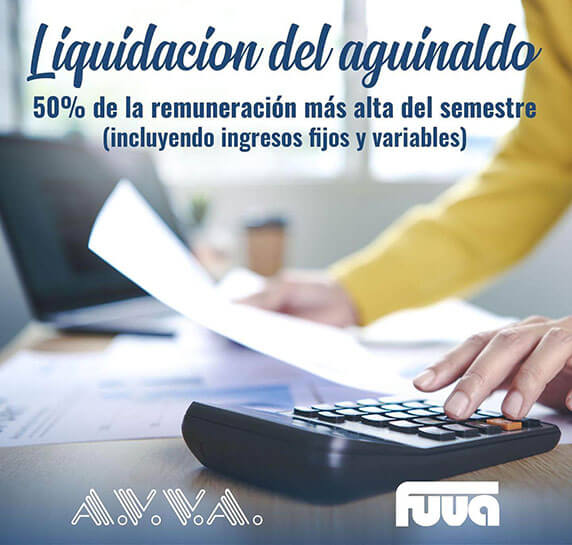 Liquidacion del aguinaldo
50% de la remuneración más alta del semestre
(incluyendo ingresos fijos y variables)
A.V.V.A.
FUVA